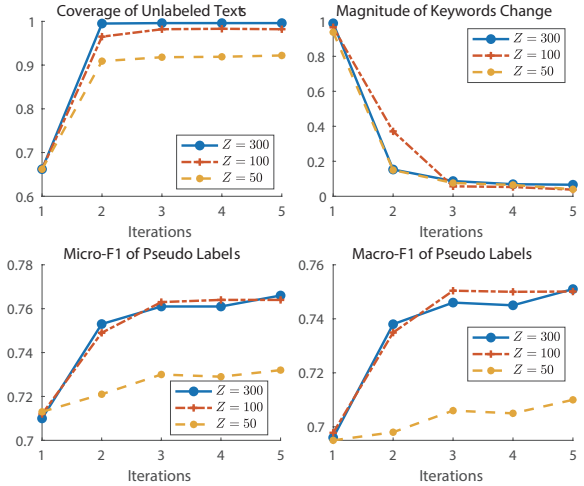 Coverage of Unlabeled Texts
1
0.9
0.8
0.7
0.6
Z = 300
Z = 100
Z = 50
1 2 3 4 5
Iterations
Magnitude of Keywords Change
1
0.8
0.6
0.4
0.2
0
Z = 300
Z = 100
Z = 50
1 2 3 4 5
Iterations
Micro-F1 of Pseudo Labels
0.78
0.76
0.74
0.72
0.7
Z = 300
Z = 100
Z = 50
1 2 3 4 5
Iterations
Macro-F1 of Pseudo Labels
0.76
0.74
0.72
0.7
Z = 300
Z = 100
Z = 50
1 2 3 4 5
Iterations